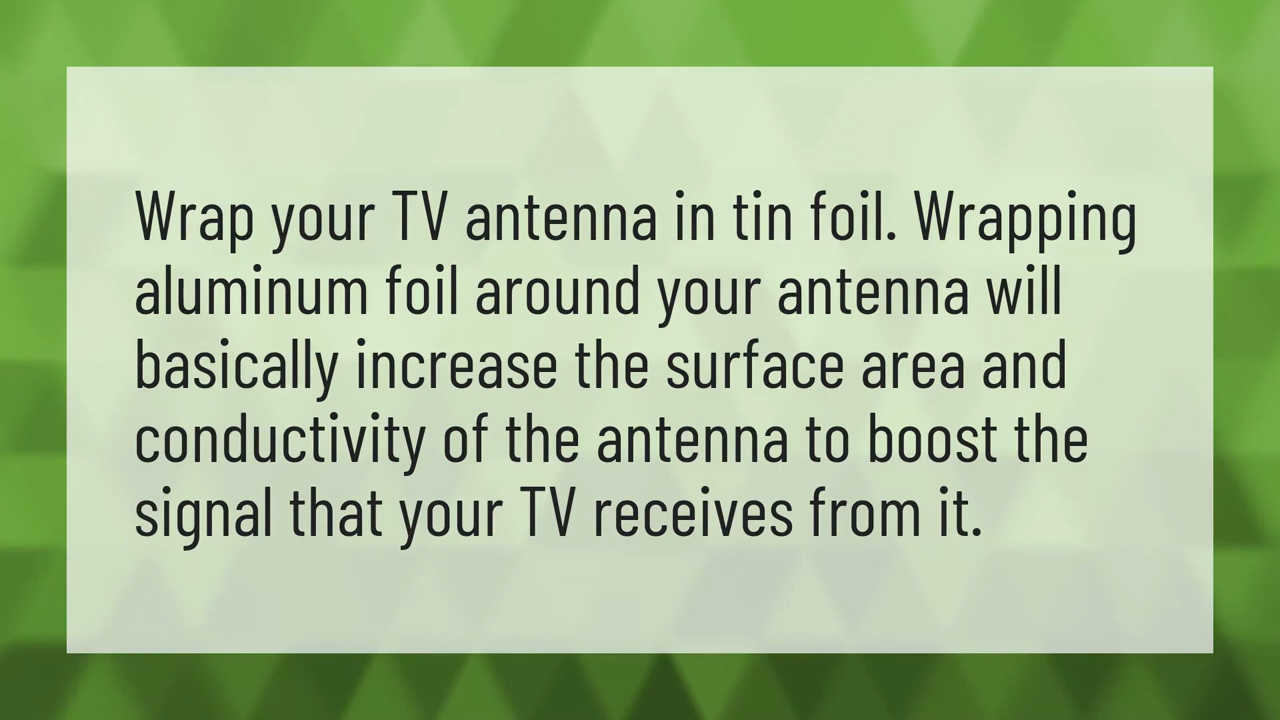 Wrap your TV antenna in tin foil. Wrapping
aluminum foil around your antenna will
basically increase the surface area and
conductivity of the antenna to boost the
signal that your TV receives from it.